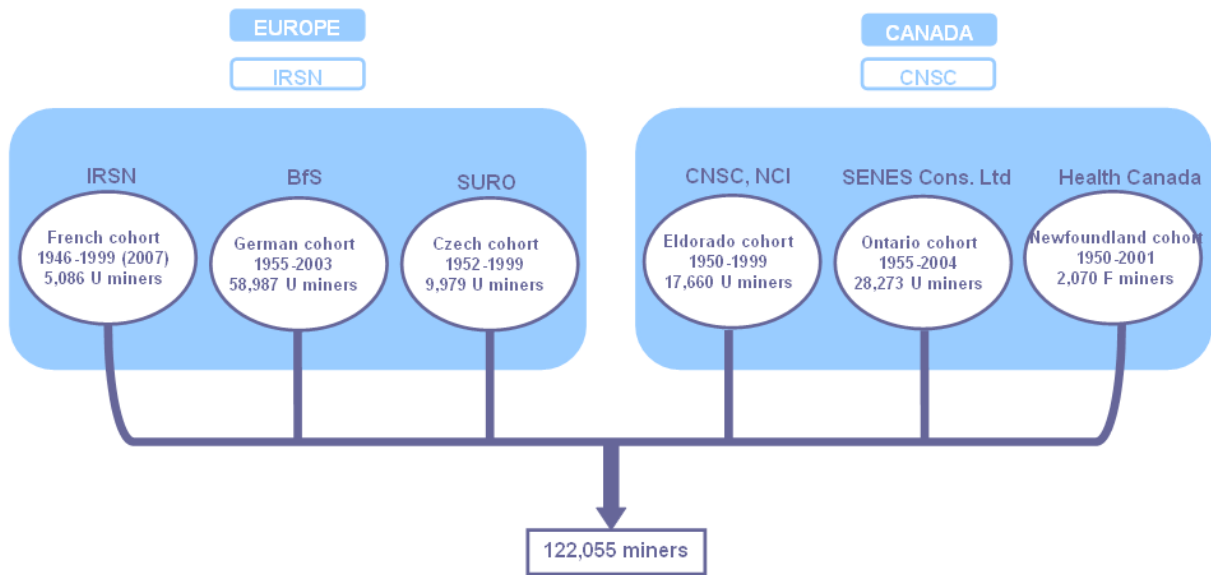 EUROPE
IRSN
CANADA
CNSC
IRSN
French cohort
1946-1999 (2007)
5,086 U miners
BfS
German cohort
1955-2003
58,987 U miners
SURO
Czech cohort
1952-1999
9,979 U miners
CNSC, NCI
Eldorado cohort
1950-1999
17,660 U miners
SENES Cons. Ltd
Ontario cohort
1955-2004
28,273 U miners
Health Canada
Newfoundland cohort
1950-2001
2,070 F miners
122,055 miners